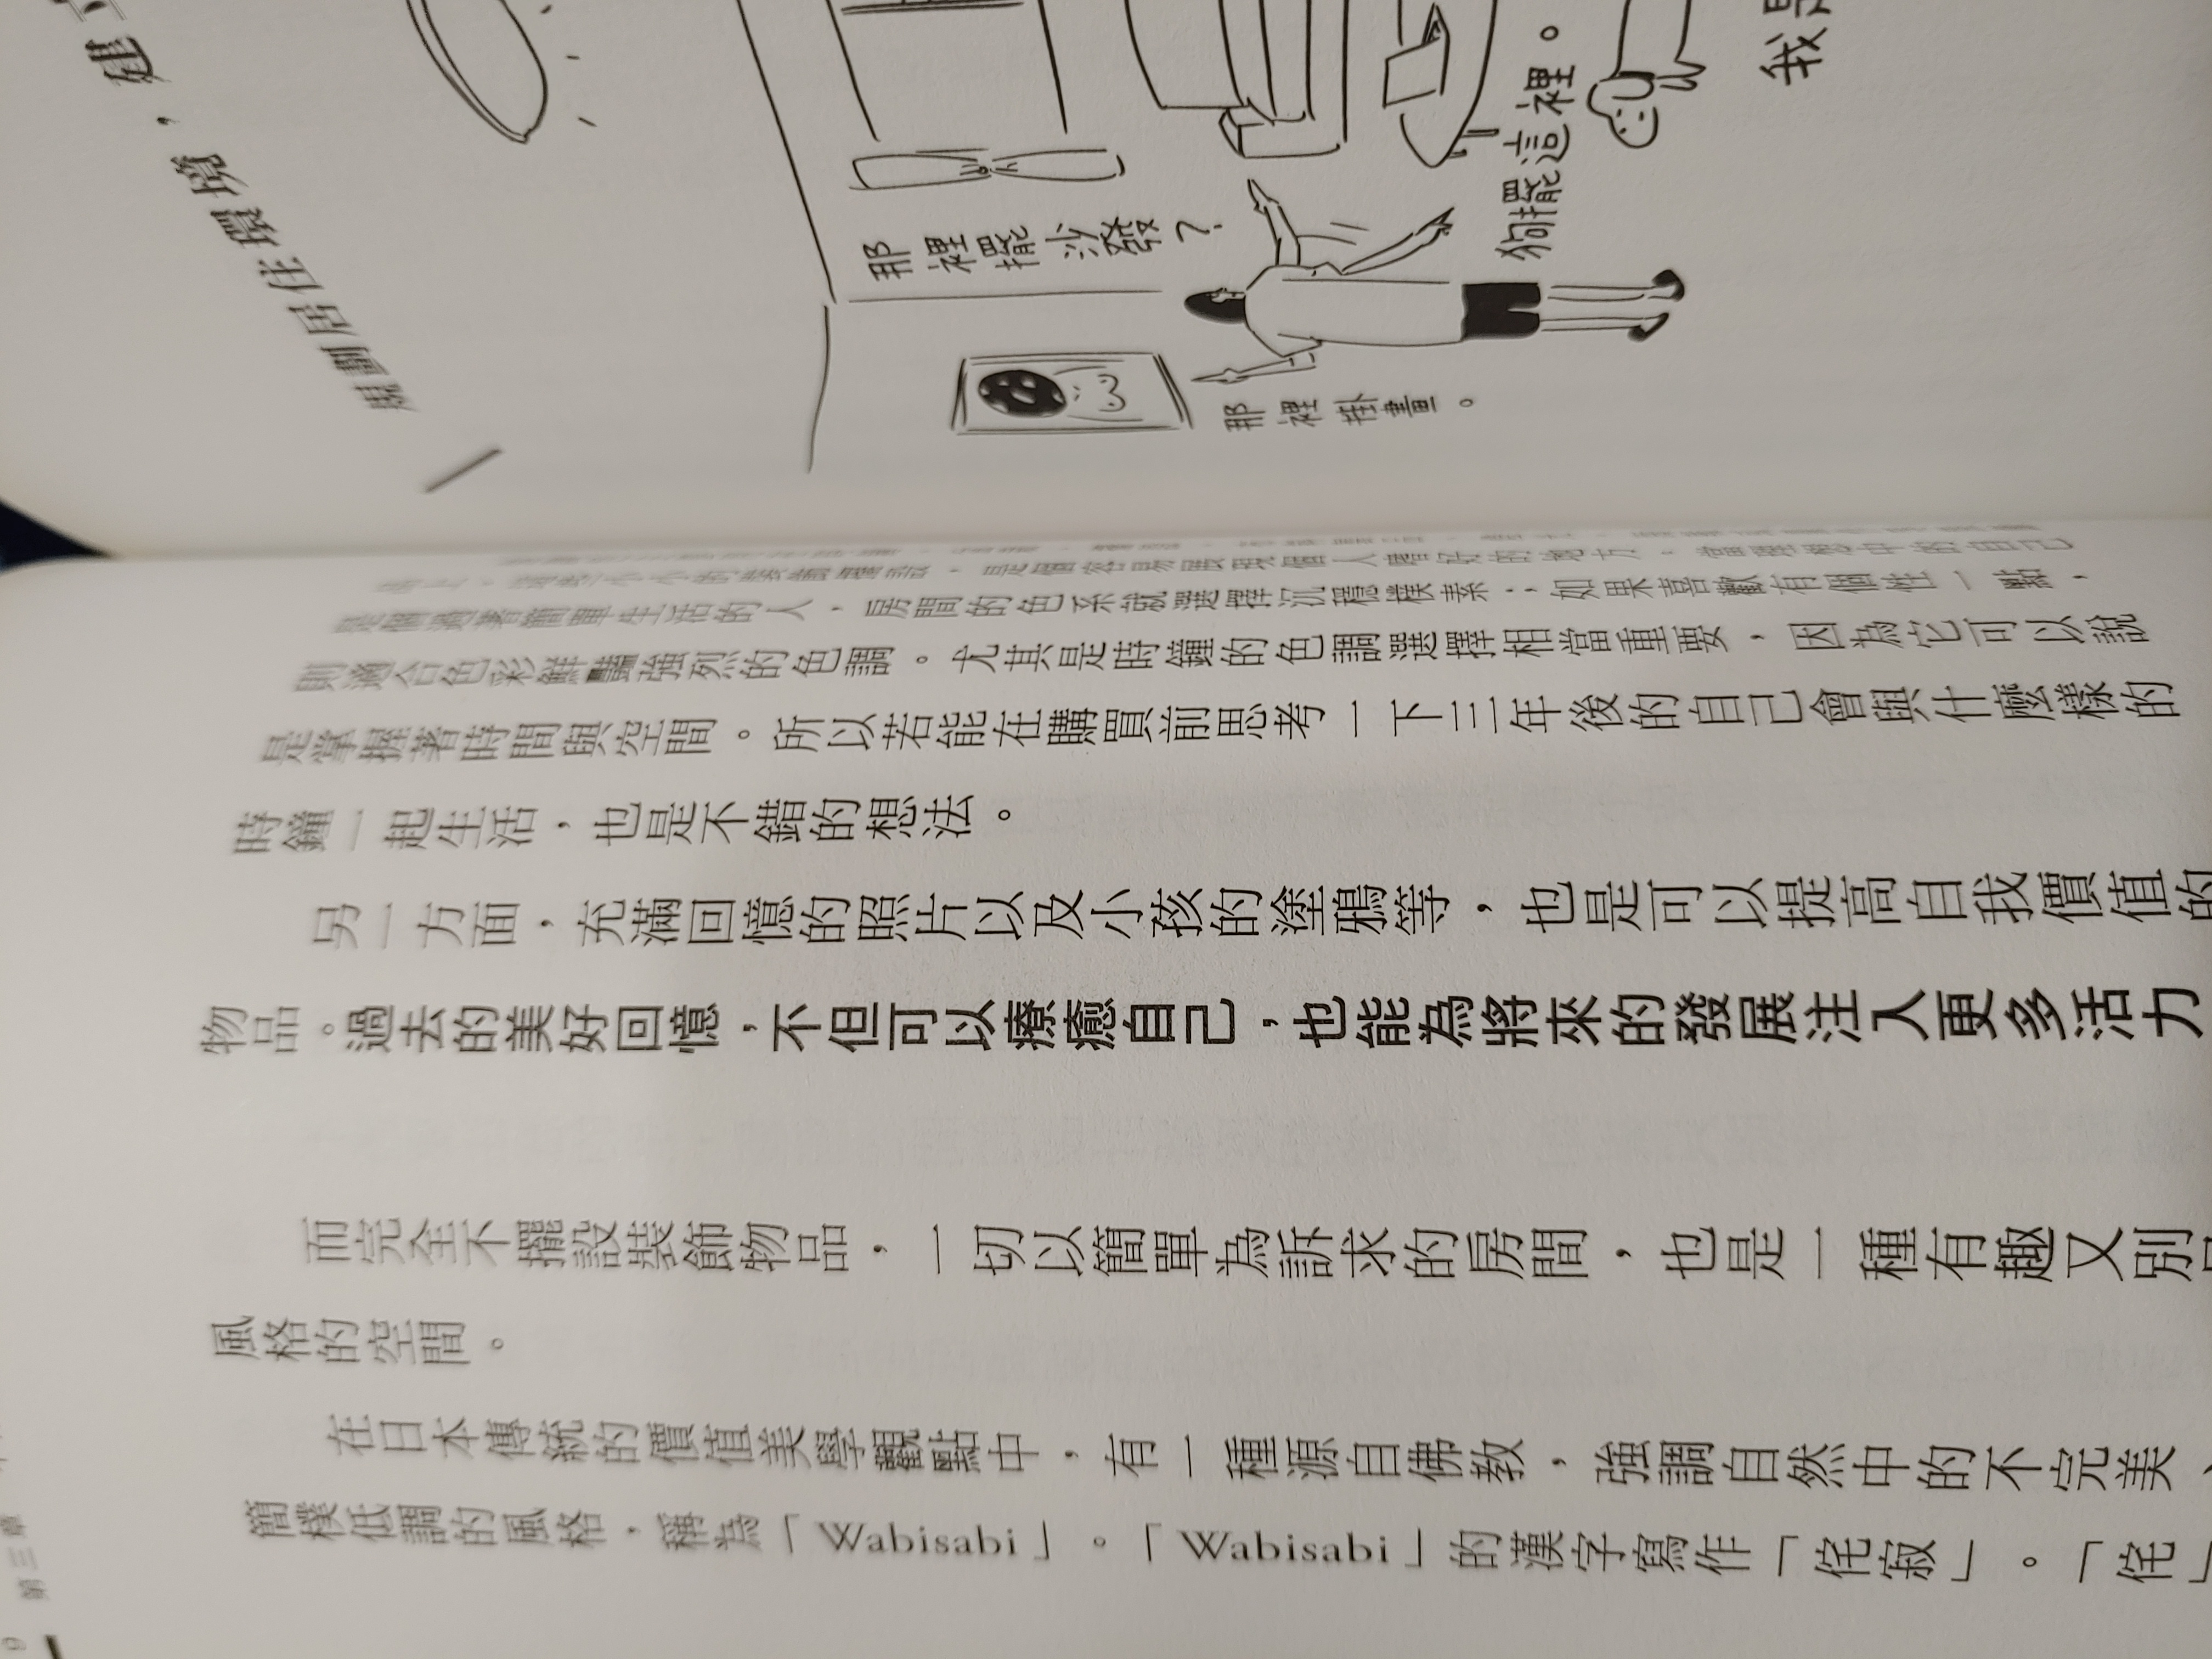 規劃居住環境，建立
那裡擺沙發？
那裡掛畫。
狗擺這裡。
我是
是個容易展現個人嗜好的地方。當理想中的自己
是個過著簡單生活的人，房間的色系就選擇沉穩樸素；如果喜歡有個性一點，
則適合色彩鮮豔強烈的色調。尤其是時鐘的色調選擇相當重要，因為它可以說
是掌握著時間與空間。所以若能在購買前思考一下三年後的自己會與什麼樣的
時鐘一起生活，也是不錯的想法。
另一方面，充滿回憶的照片以及小孩的塗鴉等，也是可以提高自我價值的
物品。過去的美好回憶，不但可以療癒自己，也能為將來的發展注入更多活力
而完全不擺設裝飾物品，一切以簡單為訴求的房間，也是一種有趣又別
風格的空間。
在日本傳統的價值美學觀點中，有一種源自佛教，強調自然中的不完美、
簡樸低調的風格，稱為「Wabisabi」。「Wabisabi」的漢字寫作「侘寂」。「侘」
9 第三章